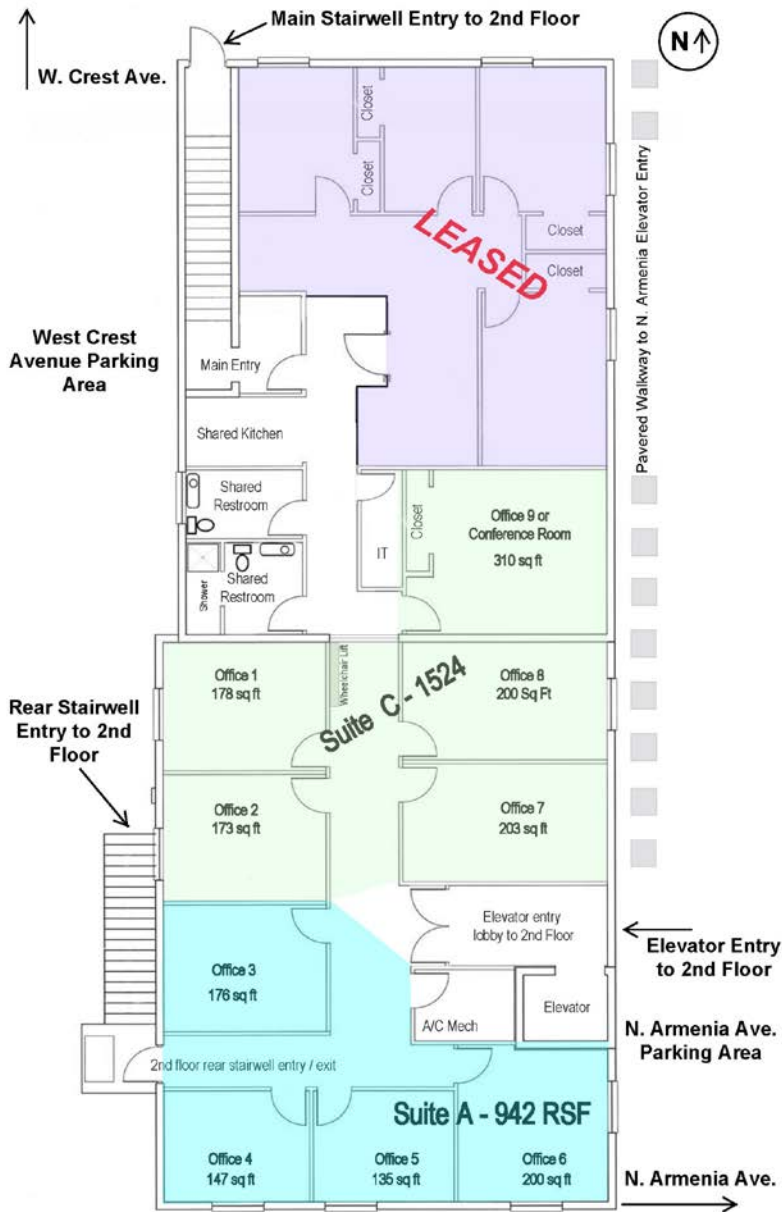 Main Stairwell Entry to 2nd Floor
N
W. Crest Ave.
Closet
Closet
Closet
Closet
LEASED
Pavered Walkway to N. Armenia Elevator Entry
West Crest
Avenue Parking
Area
Main Entry
Shared Kitchen
Shared
Restroom
Shower
Shared
Restroom
IT
Closet
Office 9 or
Conference Room
310 sq ft
Office 1
178 sq ft
Wheelchair Lift
Suite C - 1524
Office 8
200 Sq Ft
Rear Stairwell
Entry to 2nd
Floor
Office 2
173 sq ft
Office 7
203 sq ft
Elevator entry
lobby to 2nd Floor
Elevator Entry
to 2nd Floor
Office 3
176 sq ft
A/C Mech
Elevator
N. Armenia Ave.
Parking Area
2nd floor rear stairwell entry / exit
Suite A - 942 RSF
Office 4
147 sq ft
Office 5
135 sq ft
Office 6
200 sq ft
N. Armenia Ave.